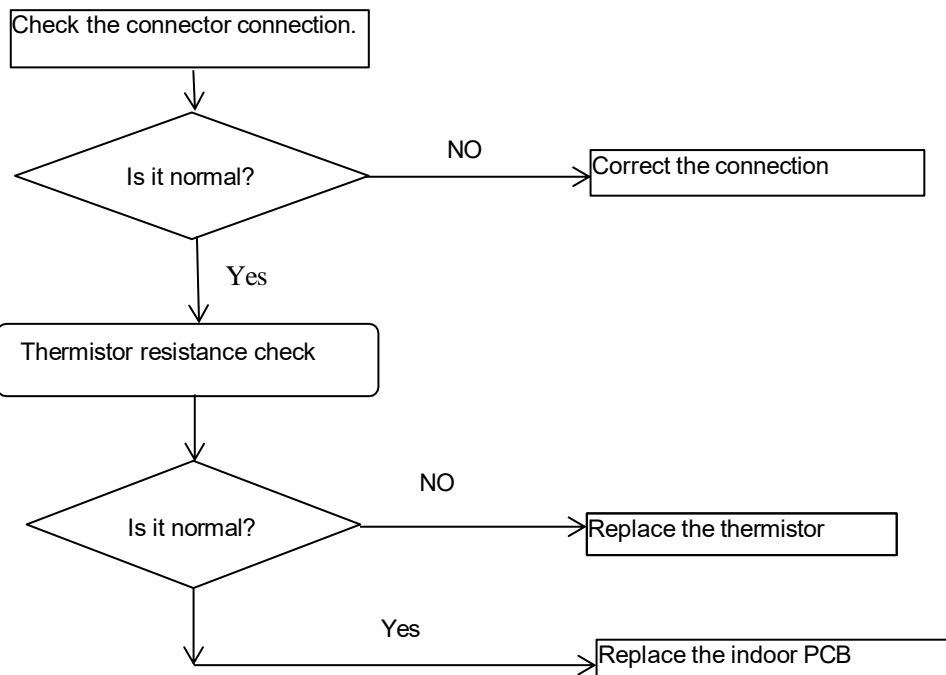 Check the connector connection.
Is it normal?
NO
Correct the connection
Yes
Thermistor resistance check
Is it normal?
NO
Replace the thermistor
Yes
Replace the indoor PCB